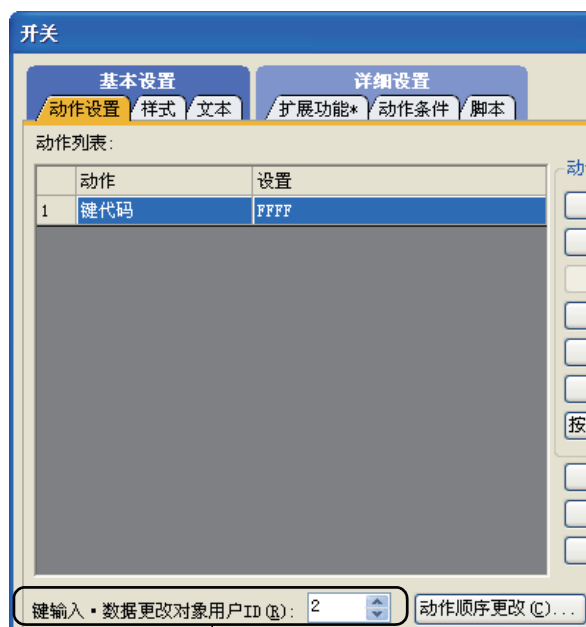 开关
基本设置 详细设置
动作设置 样式 文本 扩展功能* 动作条件 脚本
动作列表:
动作 设置
1 键代码 FFFF
按
键输入・数据更改对象用户ID(R): 2 动作顺序更改(C)...